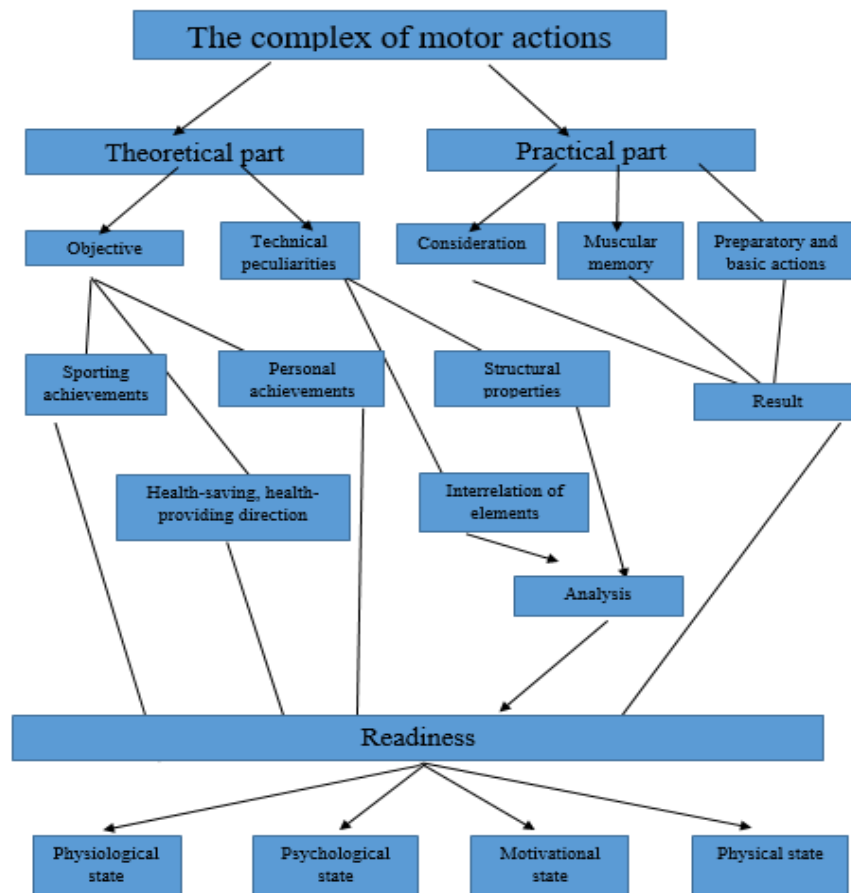 The complex of motor actions
Theoretical part
Practical part
Objective
Technical
peculiarities
Consideration
Muscular
memory
Preparatory and
basic actions
Sporting
achievements
Personal
achievements
Structural
properties
Result
Health-saving, health-
providing direction
Interrelation of
elements
Analysis
Readiness
Physiological
state
Psychological
state
Motivational
state
Physical state